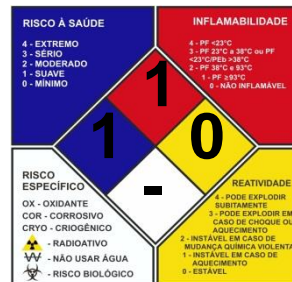 RISCO À SAÚDE
4 - EXTREMO
3 - SÉRIO
2 - MODERADO
1 - SUAVE
0 - MÍNIMO
INFLAMABILIDADE
4 - PF <23°C
3 - PF 23°C a 38°C ou PF
<23°C/PEb >38°C
2 - PF 38°C e 93°C
1 - PF ≥93°C
0 - NÃO INFLAMÁVEL
1
1
0
-
RISCO
ESPECÍFICO
OX - OXIDANTE
COR - CORROSIVO
CRYO - CRIOGÊNICO
- RADIOATIVO
W - NÃO USAR ÁGUA
- RISCO BIOLÓGICO
REATIVIDADE
4 - PODE EXPLODIR
SUBITAMENTE
3 - PODE EXPLODIR EM
CASO DE CHOQUE OU
AQUECIMENTO
2 - INSTÁVEL EM CASO DE
MUDANÇA QUÍMICA VIOLENTA
1 - INSTÁVEL EM CASO DE
AQUECIMENTO
0 - ESTÁVEL